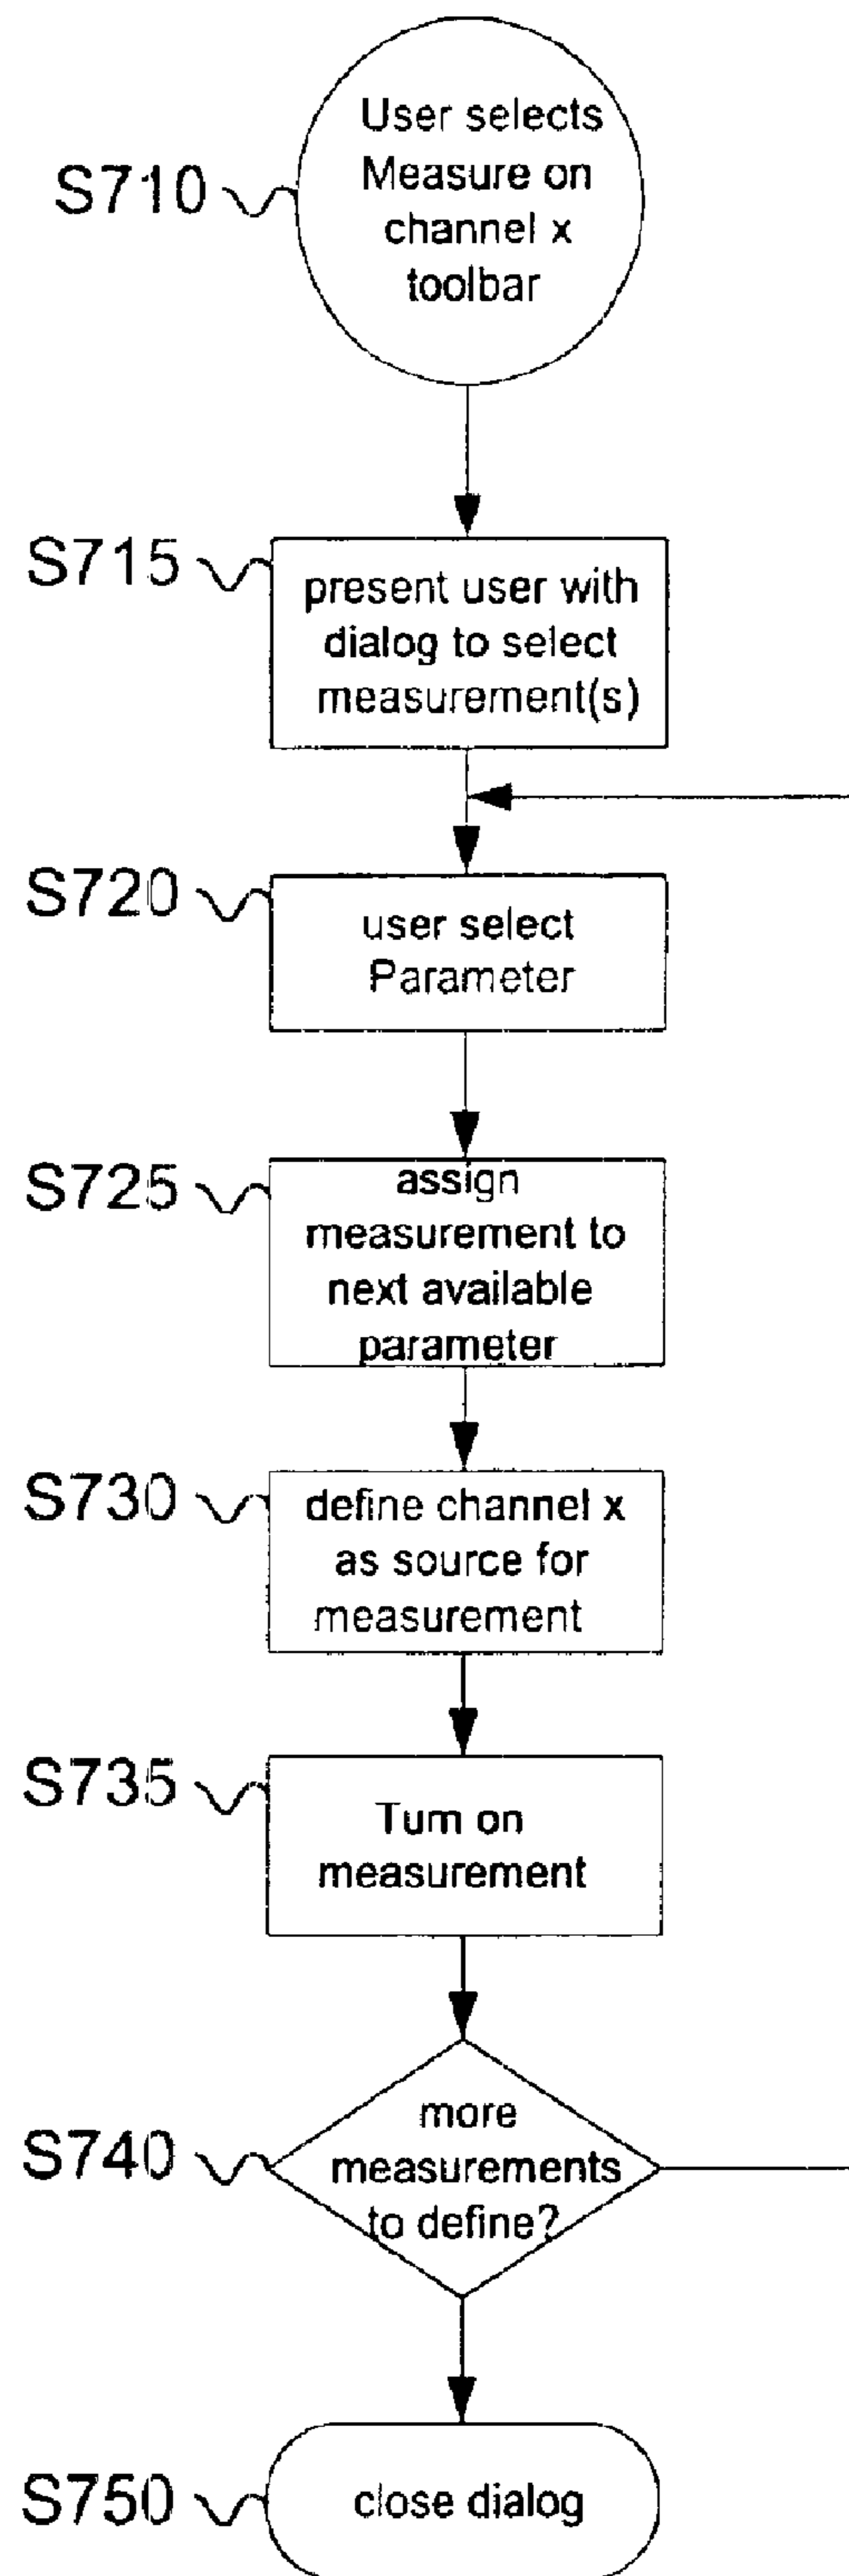 S710
User selects
Measure on
channel x
toolbar
S715
present user with
dialog to select
measurement(s)
S720
user select
Parameter
S725
assign
measurement to
next available
parameter
S730
define channel x
as source for
measurement
S735
Turn on
measurement
S740
more
measurements
to define?
S750
close dialog